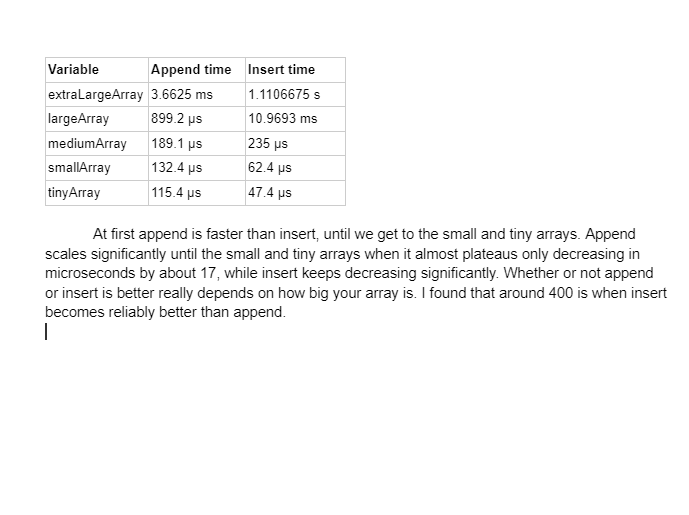 Variable Append time Insert time
extraLargeArray 3.6625 ms 1.1106675 s
largeArray 899.2 µs 10.9693 ms
mediumArray 189.1 µs 235 µs
smallArray 132.4 µs 62.4 µs
tinyArray 115.4 µs 47.4 µs
At first append is faster than insert, until we get to the small and tiny arrays. Append
scales significantly until the small and tiny arrays when it almost plateaus only decreasing in
microseconds by about 17, while insert keeps decreasing significantly. Whether or not append
or insert is better really depends on how big your array is. I found that around 400 is when insert
becomes reliably better than append.